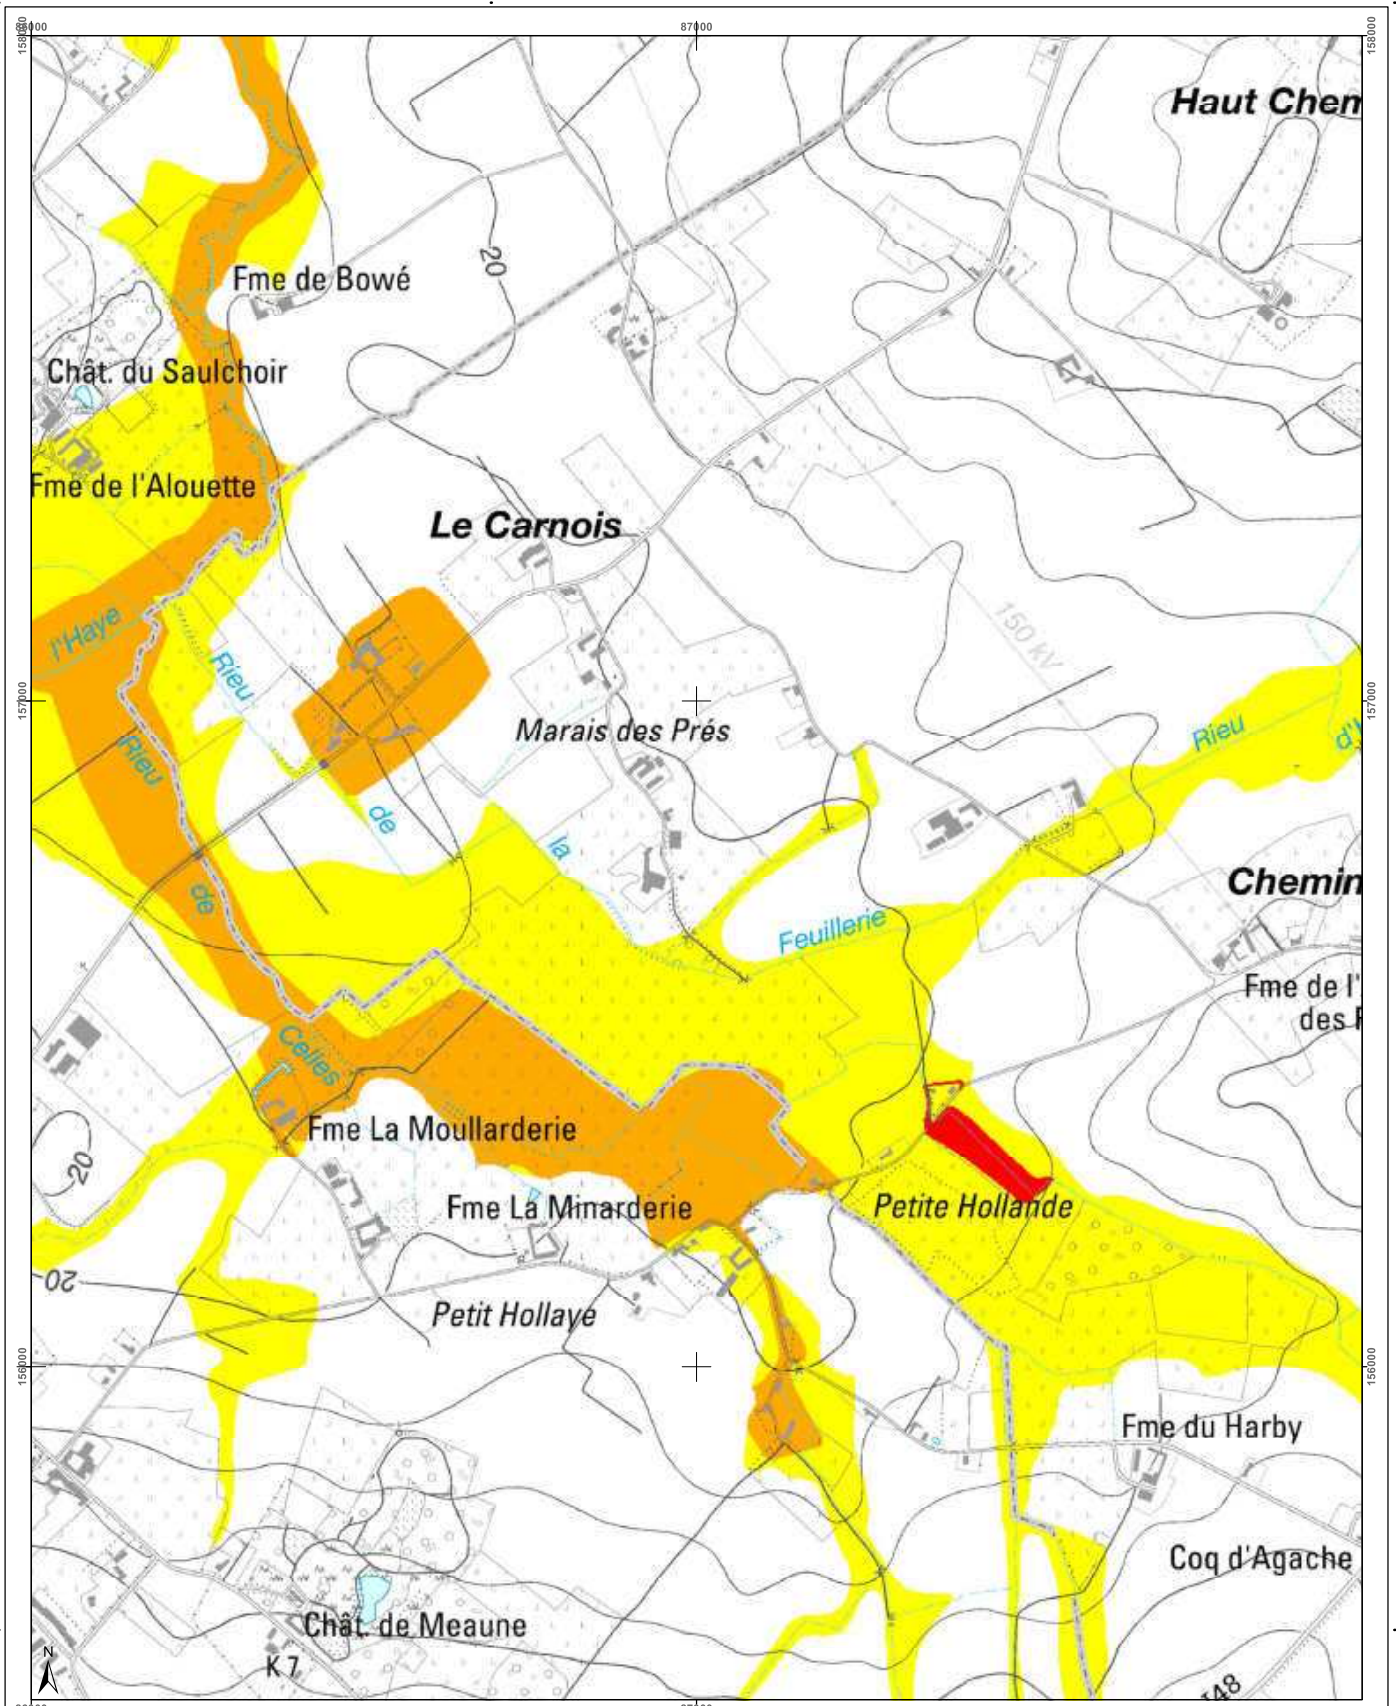 86000
87000
158000
158000
Haut Chem
20
Fme de Bowé
Chât. du Saulchoir
Fme de l'Alouette
Le Carnois
l'Haye
150 kV
Rieu
157000
157000
Marais des Prés
Rieu
Rieu
de
la
Chemin
de
Feuillerie
Fme de l'
des F
Celles
Fme La Moullarderie
20
Fme La Minarderie
Petite Hollande
20
Petit Hollaye
156000
156000
Fme du Harby
Coq d'Agache
Chât. de Meaune
N
K 7